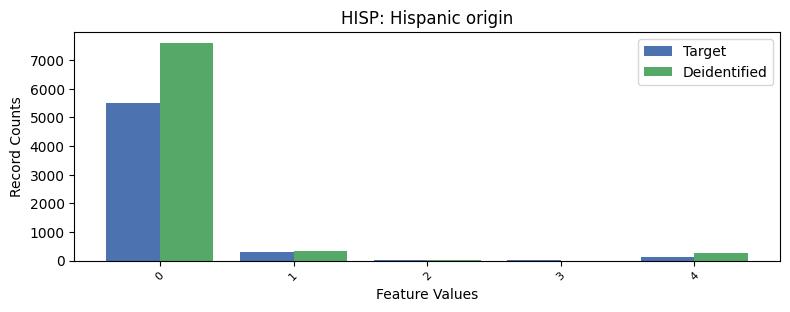 HISP: Hispanic origin
Target
Deidentified
Record Counts
7000
6000
5000
4000
3000
2000
1000
0
0
1
2
3
4
Feature Values